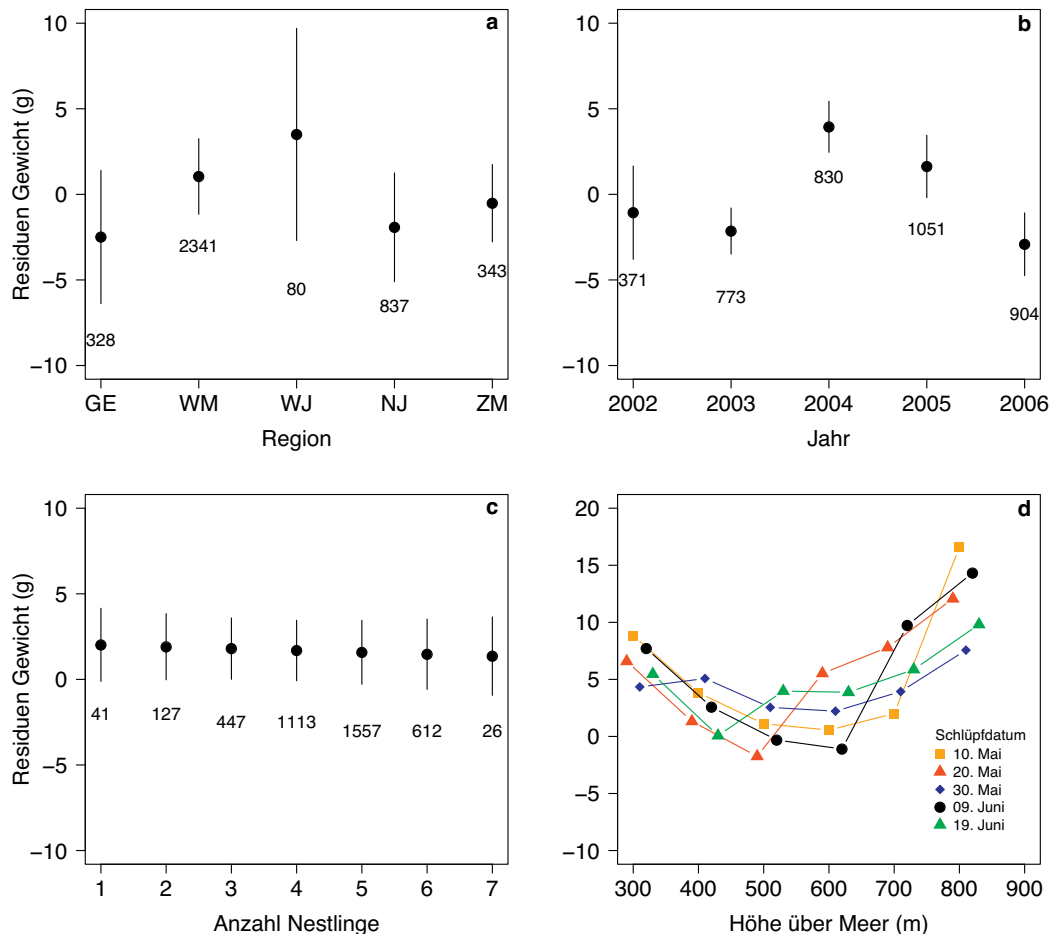 a
10
5
0
−5
−10
Residuen Gewicht (g)
328
2341
80
837
343
GE WM WJ NJ ZM
Region
b
10
5
0
−5
−10
371
773
830
1051
904
2002 2003 2004 2005 2006
Jahr
c
10
5
0
−5
−10
Residuen Gewicht (g)
41 127 447 1113 1557 612 26
1 2 3 4 5 6 7
Anzahl Nestlinge
d
20
15
10
5
0
−5
−10
Schlüpfdatum
10. Mai
20. Mai
30. Mai
09. Juni
19. Juni
300 400 500 600 700 800 900
Höhe über Meer (m)